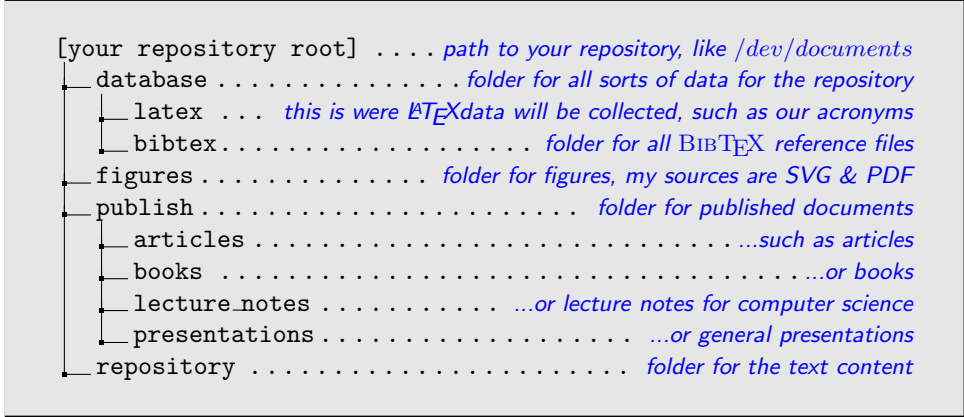 [your repository root] .... path to your repository, like /dev/documents
database ................ folder for all sorts of data for the repository
latex ... this is were LATEXdata will be collected, such as our acronyms
bibtex.................... folder for all BIBTEX reference files
figures ................ folder for figures, my sources are SVG & PDF
publish ........................ folder for published documents
articles ...............................…such as articles
books .....................................…or books
lecture_notes ............ …or lecture notes for computer science
presentations .................... …or general presentations
repository ........................ folder for the text content